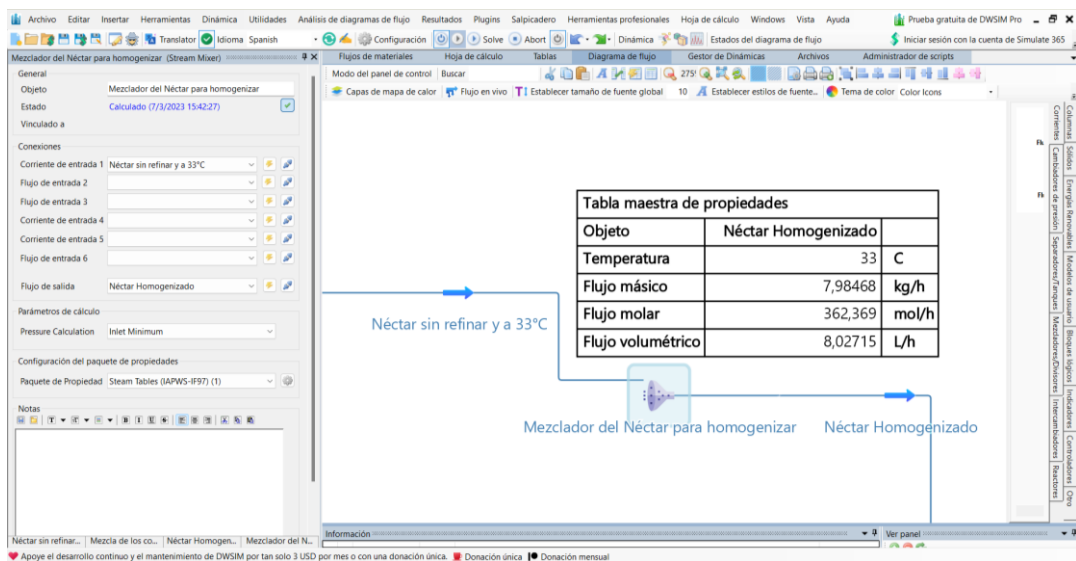 Archivo Editar Insertar Herramientas Dinámica Utilidades Análisis de diagramas de flujo Resultados Plugins Salpicadero Herramientas profesionales Hoja de cálculo Windows Vista Ayuda Prueba gratuita de DWSIM Pro
Translator Idioma Spanish Configuración Solve Abort Dinámica Estados del diagrama de flujo Iniciar sesión con la cuenta de Simulate 365
Mezclador del Néctar para homogenizar (Stream Mixer)
General
Objeto Mezclador del Néctar para homogenizar
Estado Calculado (7/3/2023 15:42:27)
Vinculado a
Conexiones
Corriente de entrada 1 Néctar sin refinar y a 33°C
Flujo de entrada 2
Flujo de entrada 3
Corriente de entrada 4
Corriente de entrada 5
Flujo de entrada 6
Flujo de salida Néctar Homogenizado
Parámetros de cálculo
Pressure Calculation Inlet Minimum
Configuración del paquete de propiedades
Paquete de Propiedad Steam Tables (IAPWS-IF97) (1)
Notas
Néctar sin refinar... Mezcla de los co... Néctar Homogen... Mezclador del N...
Flujos de materiales Hoja de cálculo Tablas Diagrama de flujo Gestor de Dinámicas Archivos Administrador de scripts
Modo del panel de control Buscar 275%
Capas de mapa de calor Flujo en vivo Establecer tamaño de fuente global 10 Establecer estilos de fuente... Tema de color Color Icons
Tabla maestra de propiedades
Objeto Néctar Homogenizado
Temperatura 33 C
Flujo másico 7,98468 kg/h
Flujo molar 362,369 mol/h
Flujo volumétrico 8,02715 L/h
Néctar sin refinar y a 33°C
Mezclador del Néctar para homogenizar
Néctar Homogenizado
Columnas Sólidos Energías Renovables Modelos de usuario Bloques lógicos Indicadores Controladores Otro
Corrientes Cambiadores de presión Separadores/Tanques Mezcladores/Divisores Intercambiadores Reactores
Información
Ver panel
Apoye el desarrollo continuo y el mantenimiento de DWSIM por tan solo 3 USD por mes o con una donación única. Donación única Donación mensual